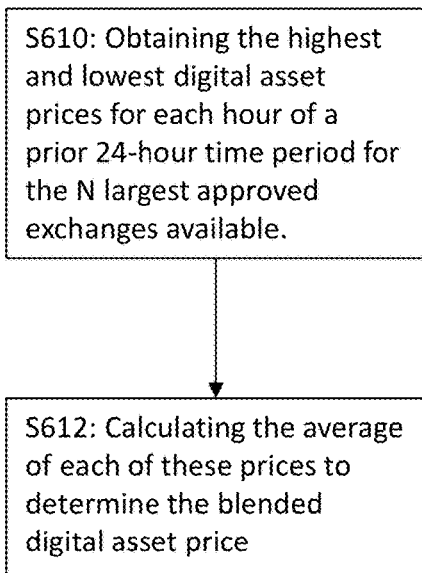 S610: Obtaining the highest
and lowest digital asset
prices for each hour of a
prior 24-hour time period for
the N largest approved
exchanges available.
S612: Calculating the average
of each of these prices to
determine the blended
digital asset price